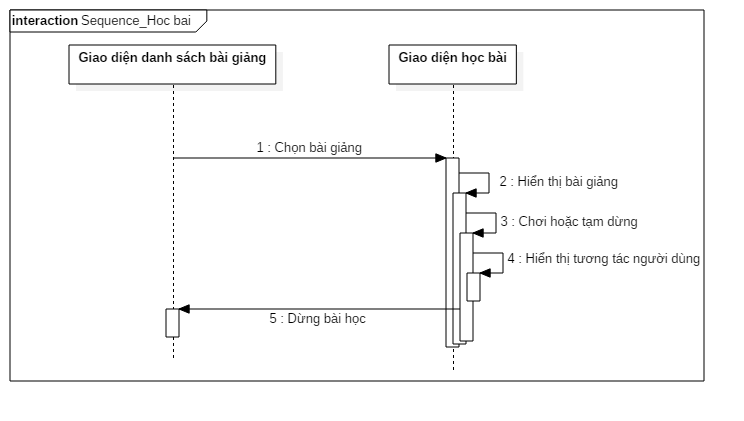 interaction Sequence_Hoc bai
Giao diện danh sách bài giảng
Giao diện học bài
1 : Chọn bài giảng
2 : Hiển thị bài giảng
3 : Chơi hoặc tạm dừng
4 : Hiển thị tương tác người dùng
5 : Dừng bài học